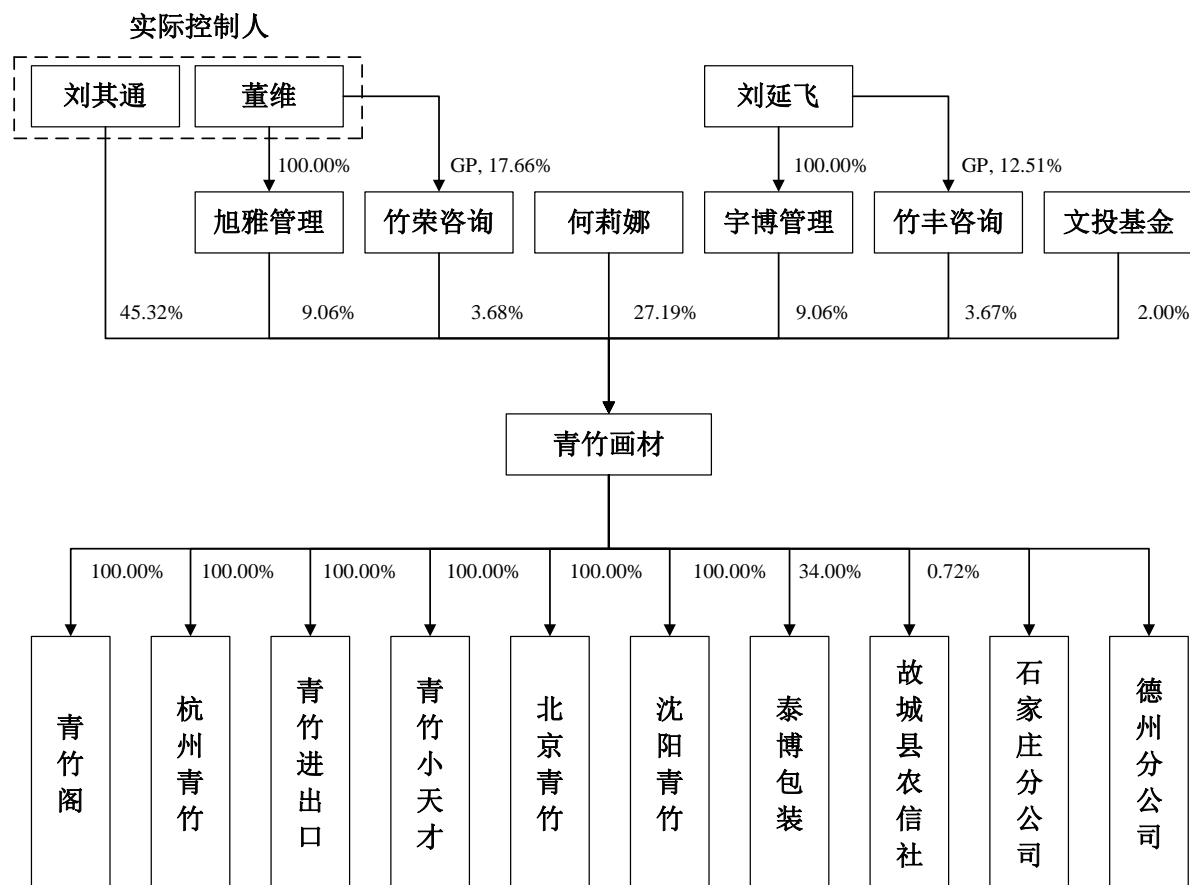 实际控制人
刘其通
董维
刘延飞
100.00%
GP, 17.66%
100.00%
GP, 12.51%
旭雅管理
竹荣咨询
何莉娜
宇博管理
竹丰咨询
文投基金
45.32%
9.06%
3.68%
27.19%
9.06%
3.67%
2.00%
青竹画材
100.00%
100.00%
100.00%
100.00%
100.00%
100.00%
34.00%
0.72%
青竹阁
杭州青竹
青竹进出口
青竹小天才
北京青竹
沈阳青竹
泰博包装
故城县农信社
石家庄分公司
德州分公司